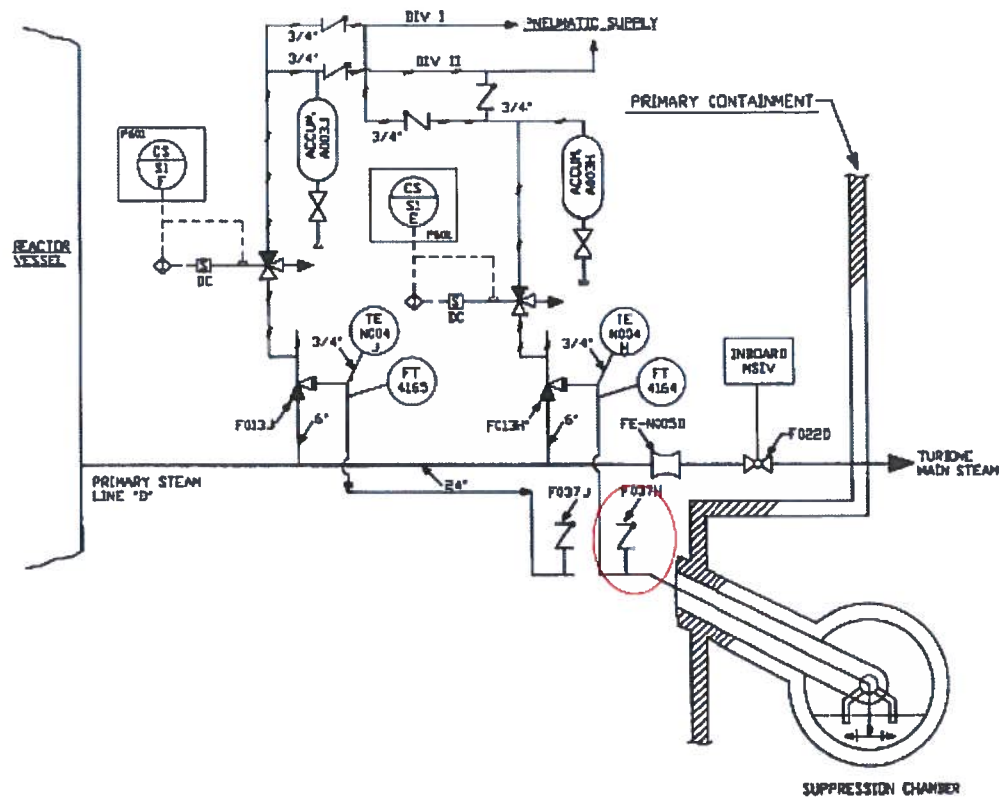 DIV I
PNEUMATIC SUPPLY
3/4"
3/4"
DIV II
3/4"
3/4"
PRIMARY CONTAINMENT
P601
CS
S1
F
ACCUM.
A003J
CS
S1
E
P601
ACCUM.
A003H
REACTOR
VESSEL
DC
DC
TE
N004
J
3/4"
FT
4165
TE
N004
H
3/4"
FT
4164
INBOARD
MSIV
F013J
6"
F013H
6"
FE-N005D
F022D
PRIMARY STEAM
LINE "D"
24"
TURBINE
MAIN STEAM
F037J
F037H
SUPPRESSION CHAMBER